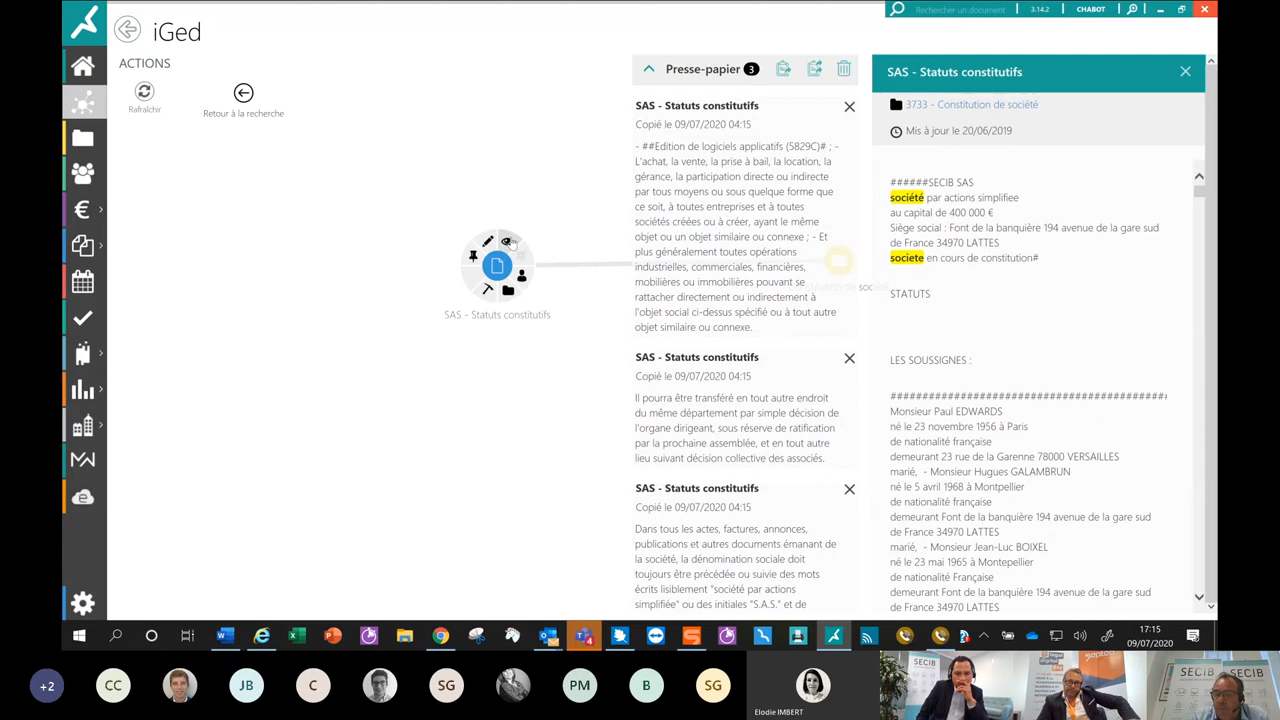 iGed
Rechercher un document
3.14.2
CHABOT
ACTIONS
Rafraîchir
Retour à la recherche
SAS - Statuts constitutifs
Presse-papier 3
SAS - Statuts constitutifs
Copié le 09/07/2020 04:15
- ##Edition de logiciels applicatifs (5829C)# ; -
L'achat, la vente, la prise à bail, la location, la
gérance, la participation directe ou indirecte
par tous moyens ou sous quelque forme que
ce soit, à toutes entreprises et à toutes
sociétés créées ou à créer, ayant le même
objet ou un objet similaire ou connexe ; - Et
plus généralement toutes opérations
industrielles, commerciales, financières,
mobilières ou immobilières pouvant se
rattacher directement ou indirectement à
l'objet social ci-dessus spécifié ou à tout autre
objet similaire ou connexe.
SAS - Statuts constitutifs
Copié le 09/07/2020 04:15
Il pourra être transféré en tout autre endroit
du même département par simple décision de
l'organe dirigeant, sous réserve de ratification
par la prochaine assemblée, et en tout autre
lieu suivant décision collective des associés.
SAS - Statuts constitutifs
Copié le 09/07/2020 04:15
Dans tous les actes, factures, annonces,
publications et autres documents émanant de
la société, la dénomination sociale doit
toujours être précédée ou suivie des mots
écrits lisiblement "société par actions
simplifiée" ou des initiales "S.A.S." et de
de société
SAS - Statuts constitutifs
3733 - Constitution de société
Mis à jour le 20/06/2019
######SECIB SAS
société par actions simplifiee
au capital de 400 000 €
Siège social : Font de la banquière 194 avenue de la gare sud
de France 34970 LATTES
societe en cours de constitution#
STATUTS
LES SOUSSIGNES :
##########################################
Monsieur Paul EDWARDS
né le 23 novembre 1956 à Paris
de nationalité française
demeurant 23 rue de la Garenne 78000 VERSAILLES
marié, - Monsieur Hugues GALAMBRUN
né le 5 avril 1968 à Montpellier
de nationalité française
demeurant Font de la banquière 194 avenue de la gare sud
de France 34970 LATTES
marié, - Monsieur Jean-Luc BOIXEL
né le 23 mai 1965 à Montepellier
de nationalité Française
demeurant Font de la banquière 194 avenue de la gare sud
de France 34970 LATTES
17:15
09/07/2020
+2
CC
JB
C
SG
PM
B
SG
Elodie IMBERT
SECIB
septeo
SECIB
SECIB